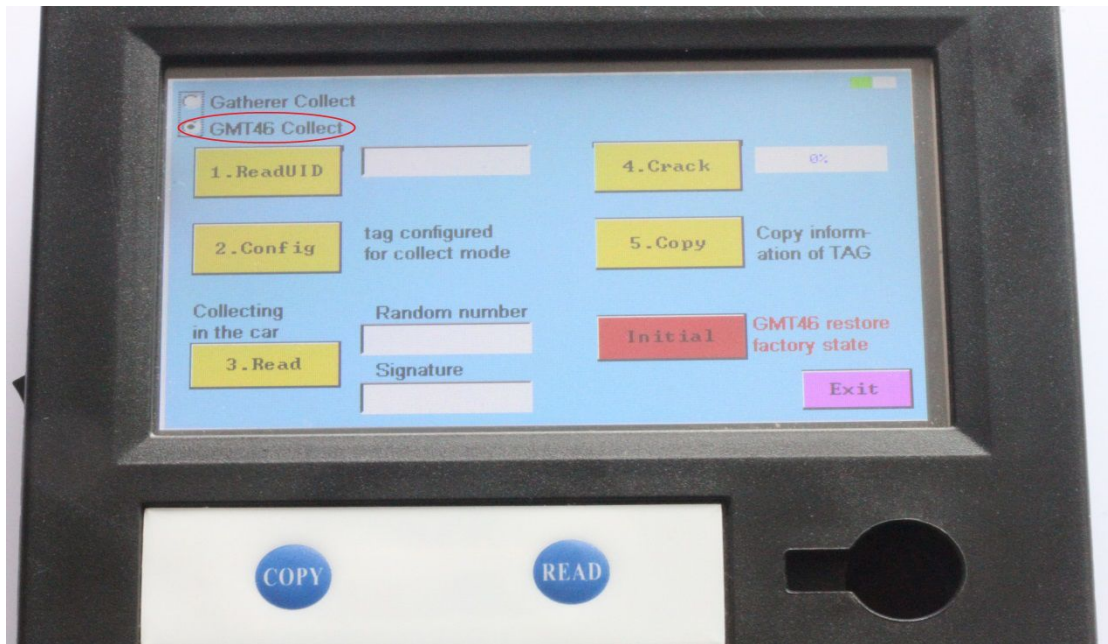 Gatherer Collect
GMT46 Collect
1.ReadUID
4.Crack
0%
2.Config
tag configured
for collect mode
5.Copy
Copy inform-
ation of TAG
Collecting
in the car
3.Read
Random number
Signature
Initial
GMT46 restore
factory state
Exit
COPY
READ